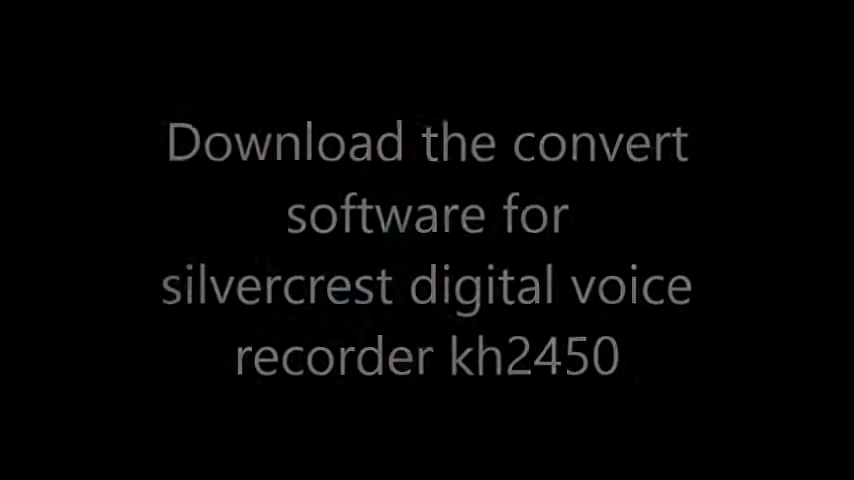 Download the convert
software for
silvercrest digital voice
recorder kh2450